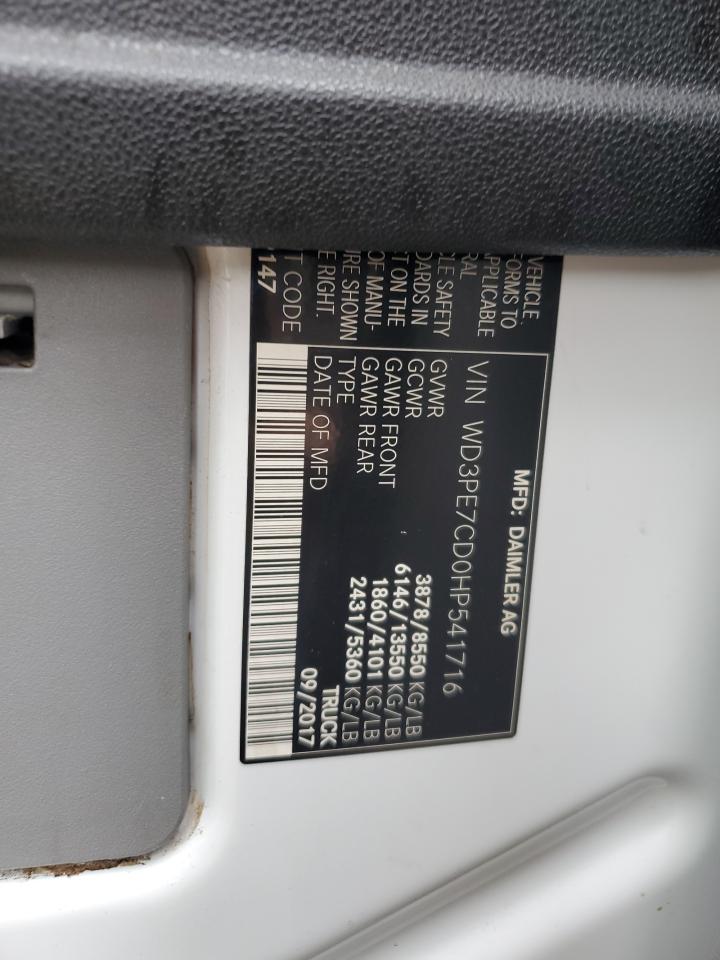 MFD: DAIMLER AG
VIN WD3PE7CD0HP541716
GVWR 3878/8550 KG/LB
GCWR 6146/13550 KG/LB
GAWR FRONT 1860/4101 KG/LB
GAWR REAR 2431/5360 KG/LB
TYPE TRUCK
DATE OF MFD 09/2017
VEHICLE
FORMS TO
APPLICABLE
RAL
LE SAFETY
DARDS IN
T ON THE
OF MANU-
URE SHOWN
E RIGHT.
T CODE
147